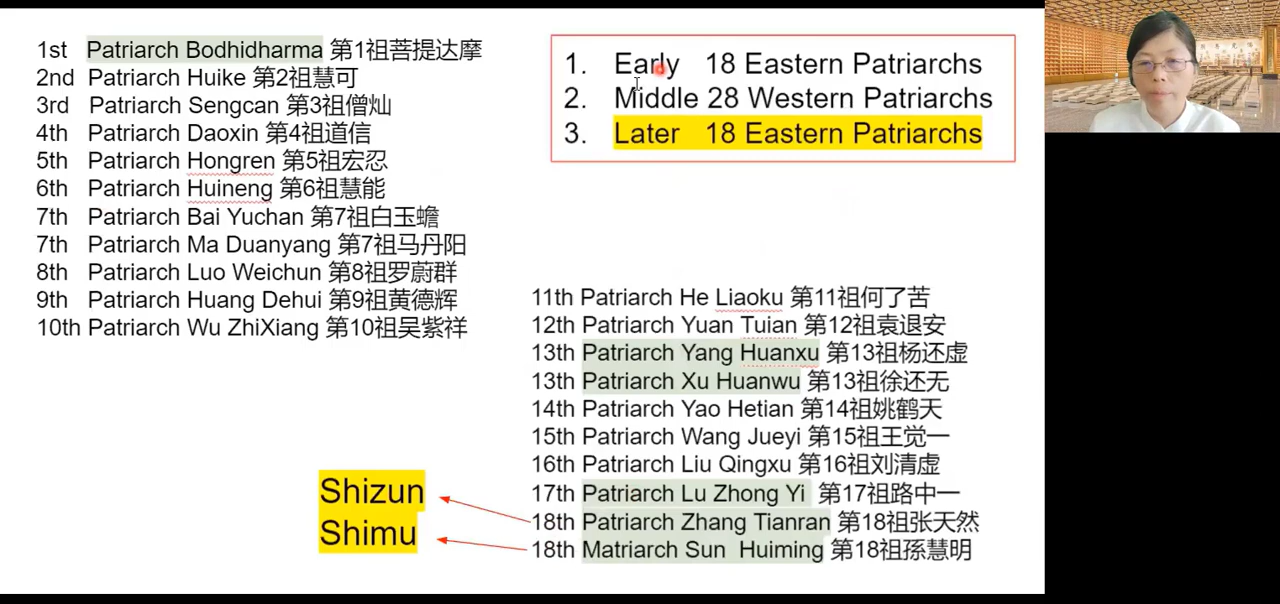 1st Patriarch Bodhidharma 第1祖菩提达摩
2nd Patriarch Huike 第2祖慧可
3rd Patriarch Sengcan 第3祖僧灿
4th Patriarch Daoxin 第4祖道信
5th Patriarch Hongren 第5祖宏忍
6th Patriarch Huineng 第6祖慧能
7th Patriarch Bai Yuchan 第7祖白玉蟾
7th Patriarch Ma Duanyang 第7祖马丹阳
8th Patriarch Luo Weichun 第8祖罗蔚群
9th Patriarch Huang Dehui 第9祖黄德辉
10th Patriarch Wu ZhiXiang 第10祖吴紫祥
1. Early 18 Eastern Patriarchs
2. Middle 28 Western Patriarchs
3. Later 18 Eastern Patriarchs
11th Patriarch He Liaoku 第11祖何了苦
12th Patriarch Yuan Tuian 第12祖袁退安
13th Patriarch Yang Huanxu 第13祖杨还虚
13th Patriarch Xu Huanwu 第13祖徐还无
14th Patriarch Yao Hetian 第14祖姚鹤天
15th Patriarch Wang Jueyi 第15祖王觉一
16th Patriarch Liu Qingxu 第16祖刘清虚
17th Patriarch Lu Zhong Yi 第17祖路中一
18th Patriarch Zhang Tianran 第18祖张天然
18th Matriarch Sun Huiming 第18祖孫慧明
Shizun
Shimu